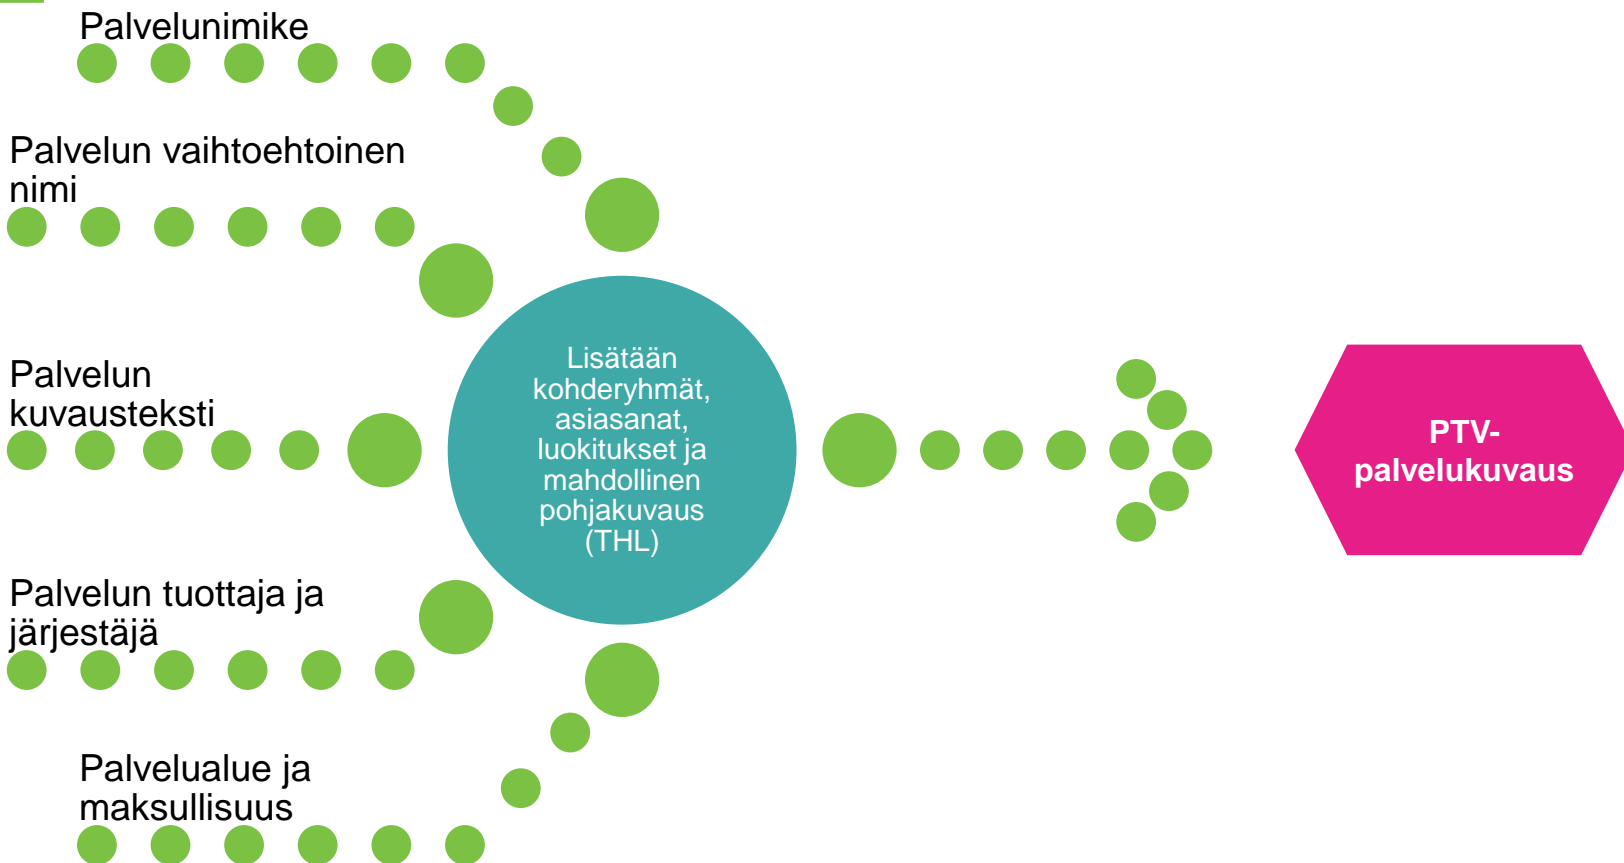 Palvelunimike
Palvelun vaihtoehtoinen
nimi
Palvelun
kuvausteksti
Palvelun tuottaja ja
järjestäjä
Palvelualue ja
maksullisuus
Lisätään
kohderyhmät,
asiasanat,
luokitukset ja
mahdollinen
pohjakuvaus
(THL)
PTV-
palvelukuvaus